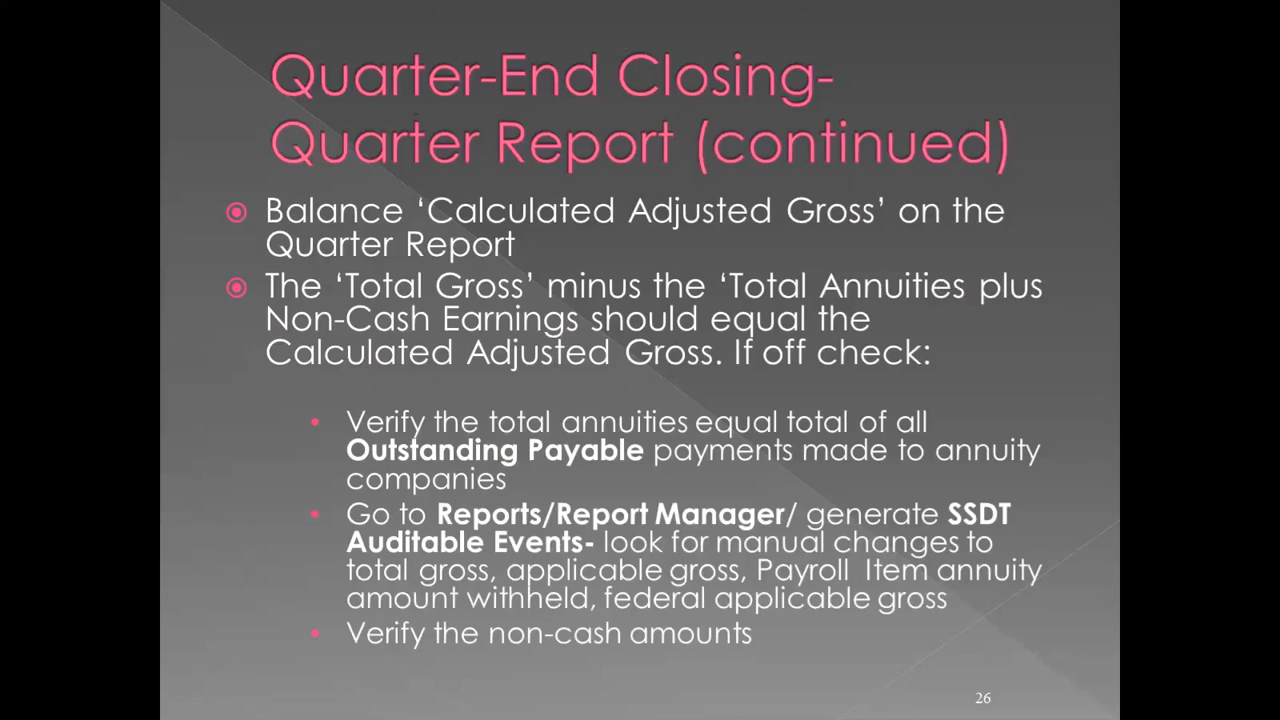 Quarter-End Closing-
Quarter Report (continued)
Balance ‘Calculated Adjusted Gross’ on the
Quarter Report
The ‘Total Gross’ minus the ‘Total Annuities plus
Non-Cash Earnings should equal the
Calculated Adjusted Gross. If off check:
• Verify the total annuities equal total of all
Outstanding Payable payments made to annuity
companies
• Go to Reports/Report Manager/ generate SSDT
Auditable Events- look for manual changes to
total gross, applicable gross, Payroll Item annuity
amount withheld, federal applicable gross
• Verify the non-cash amounts
26